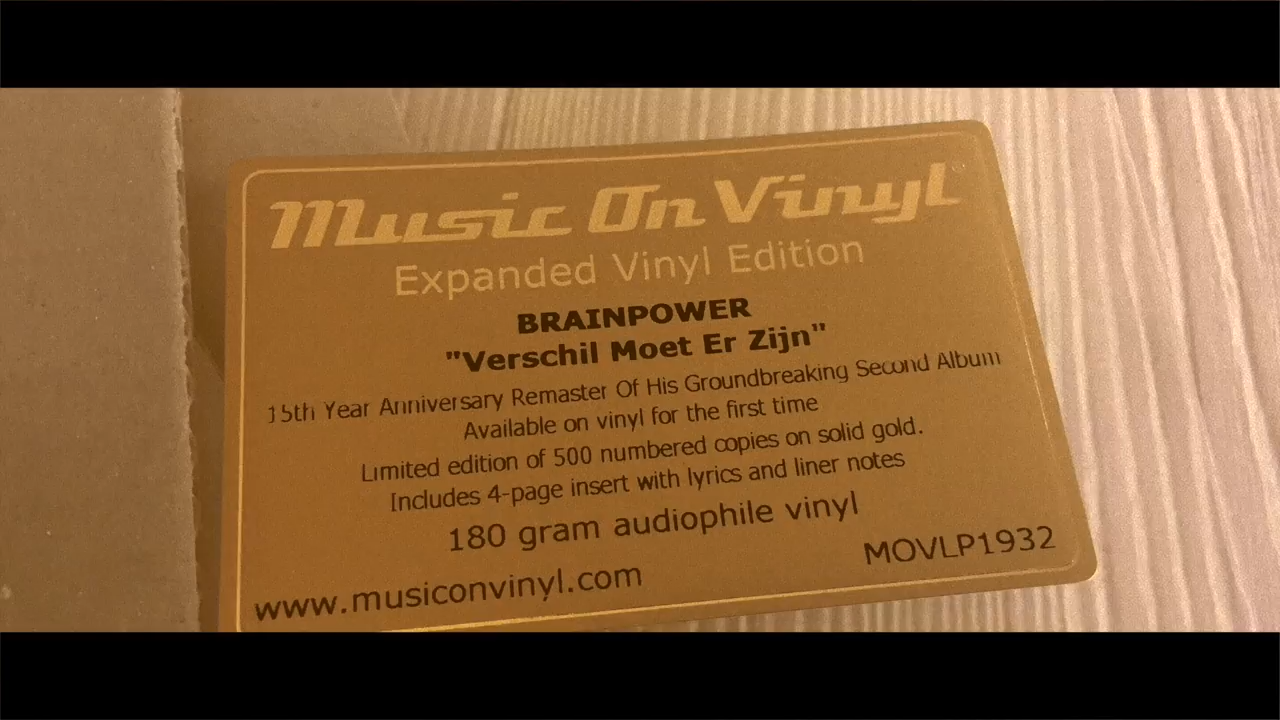 Music On Vinyl
Expanded Vinyl Edition
BRAINPOWER
"Verschil Moet Er Zijn"
15th Year Anniversary Remaster Of His Groundbreaking Second Album
Available on vinyl for the first time
Limited edition of 500 numbered copies on solid gold.
Includes 4-page insert with lyrics and liner notes
180 gram audiophile vinyl
MOVLP1932
www.musiconvinyl.com